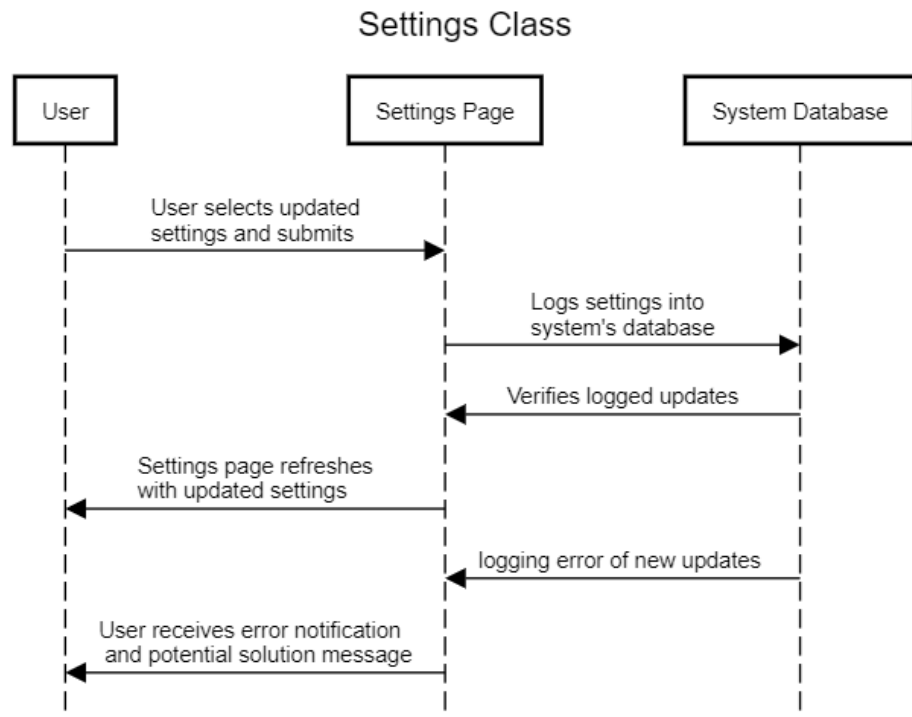 Settings Class
User
Settings Page
System Database
User selects updated
settings and submits
Logs settings into
system's database
Verifies logged updates
Settings page refreshes
with updated settings
logging error of new updates
User receives error notification
and potential solution message